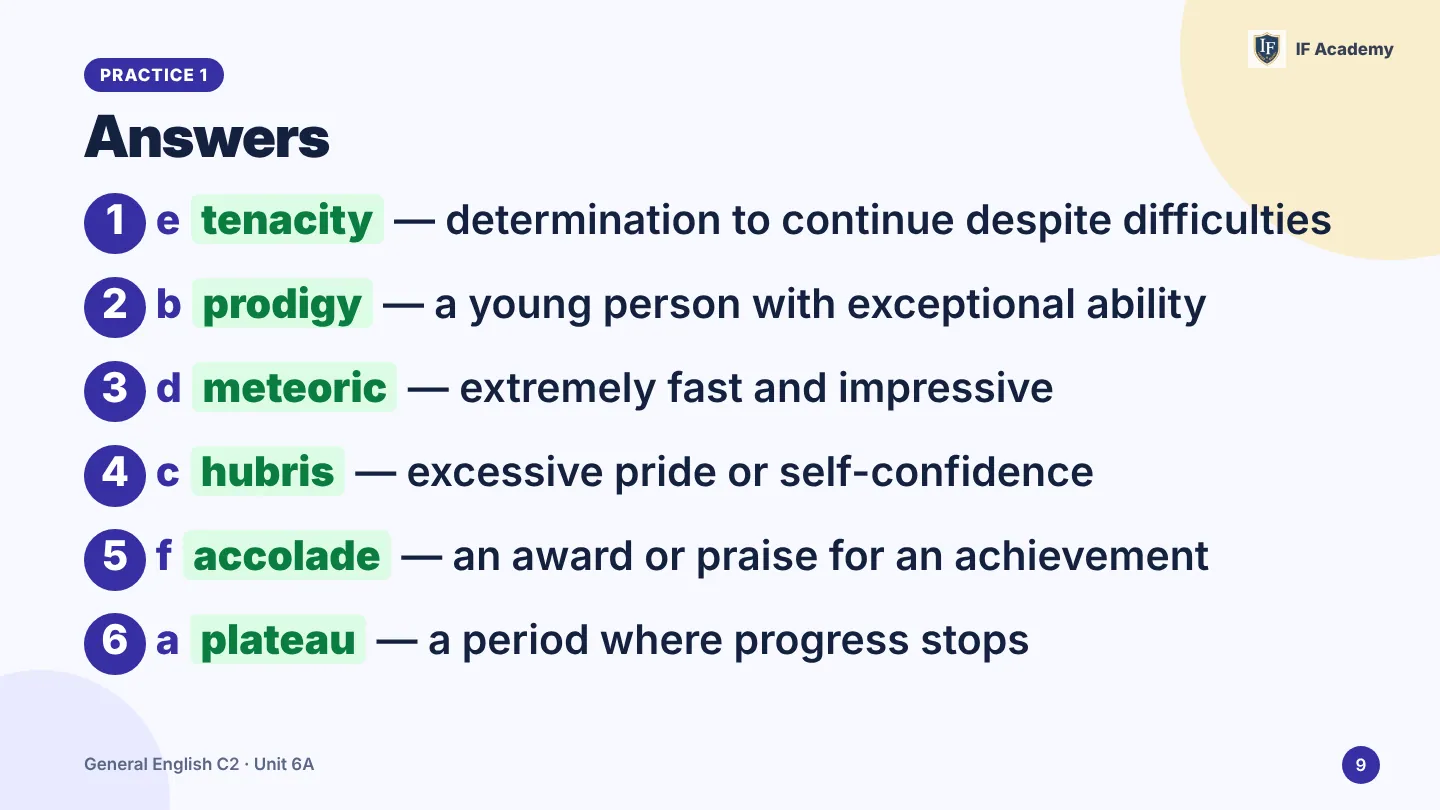 IF Academy
PRACTICE 1
Answers
1 e tenacity — determination to continue despite difficulties
2 b prodigy — a young person with exceptional ability
3 d meteoric — extremely fast and impressive
4 c hubris — excessive pride or self-confidence
5 f accolade — an award or praise for an achievement
6 a plateau — a period where progress stops
General English C2 · Unit 6A
9